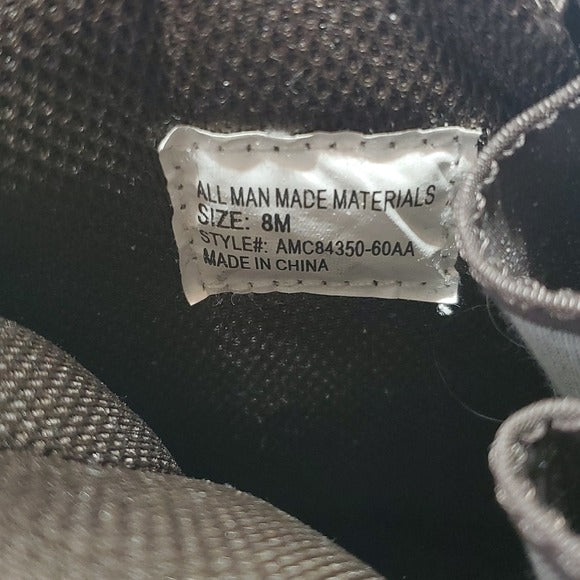 ALL MAN MADE MATERIALS
SIZE: 8M
STYLE#: AMC84350-60AA
MADE IN CHINA